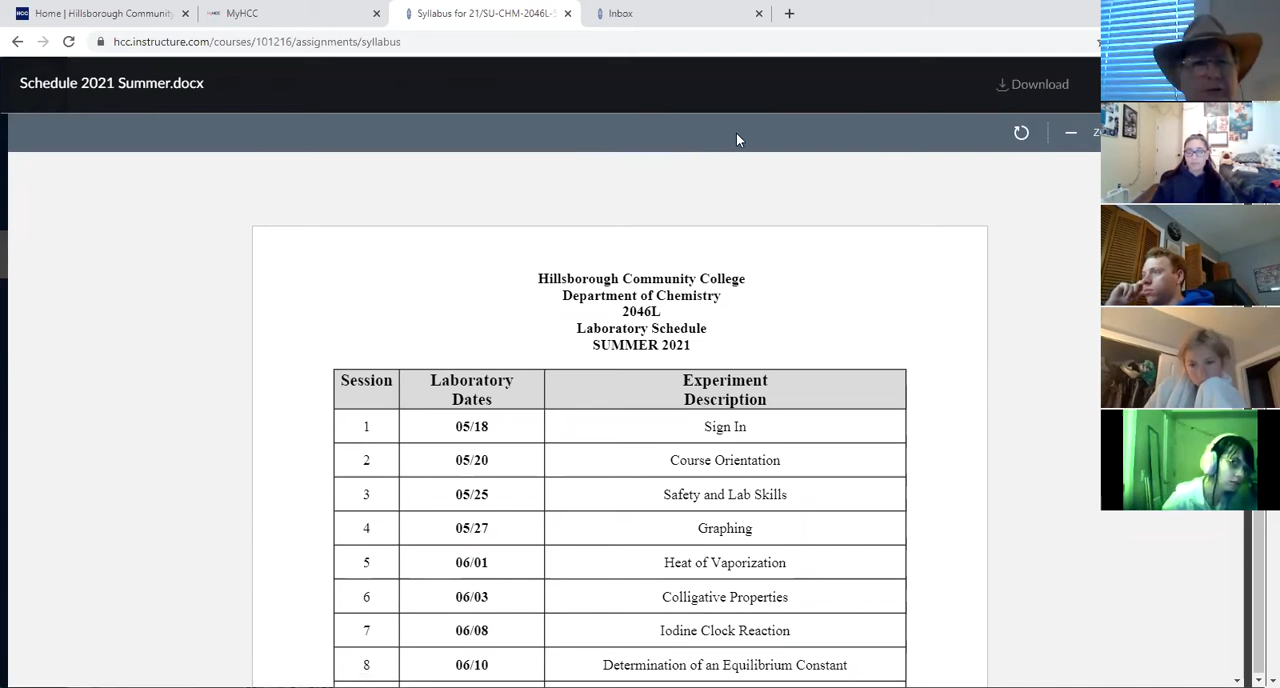 Home | Hillsborough Community
MyHCC
Syllabus for 21/SU-CHM-2046L-
Inbox
hcc.instructure.com/courses/101216/assignments/syllabus
Schedule 2021 Summer.docx
Download
Hillsborough Community College
Department of Chemistry
2046L
Laboratory Schedule
SUMMER 2021
Session Laboratory Dates Experiment Description
1 05/18 Sign In
2 05/20 Course Orientation
3 05/25 Safety and Lab Skills
4 05/27 Graphing
5 06/01 Heat of Vaporization
6 06/03 Colligative Properties
7 06/08 Iodine Clock Reaction
8 06/10 Determination of an Equilibrium Constant